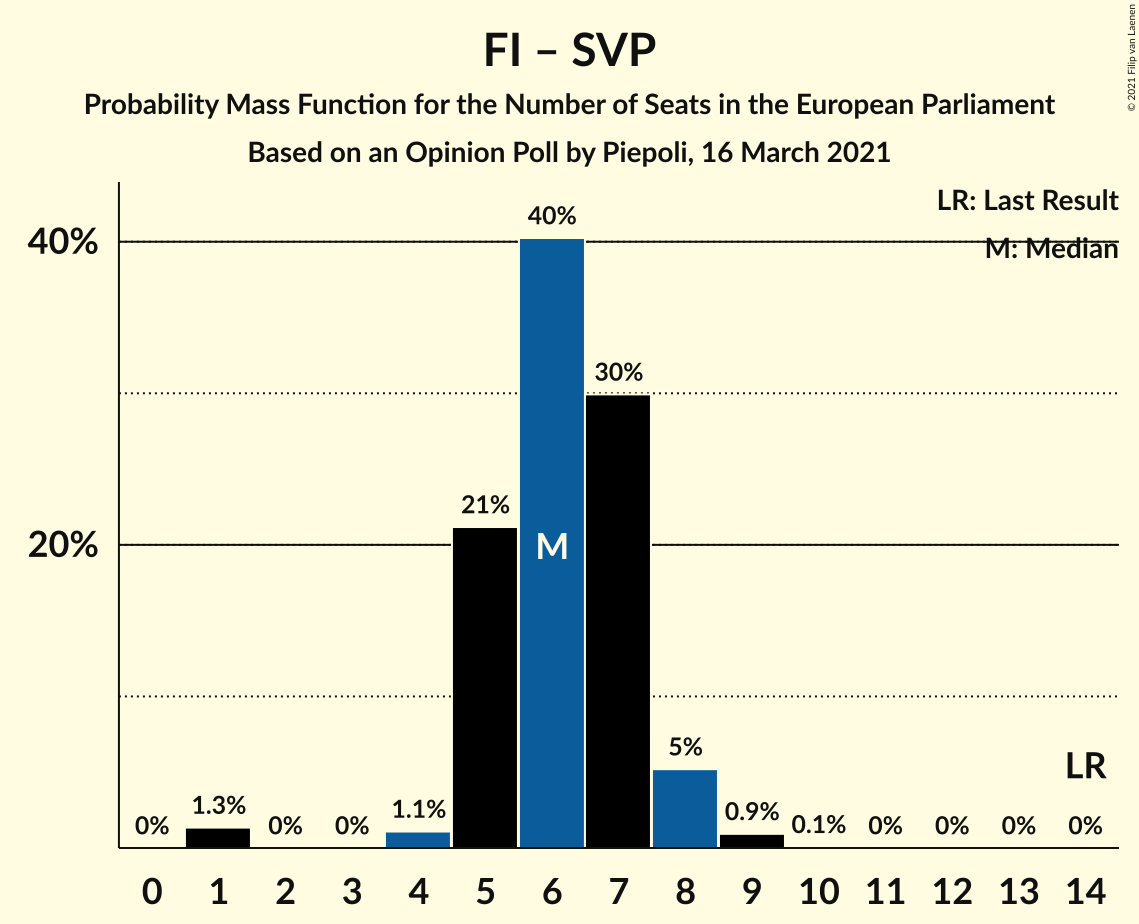 FI – SVP
Probability Mass Function for the Number of Seats in the European Parliament
Based on an Opinion Poll by Piepoli, 16 March 2021
© 2021 Filip van Laenen
LR: Last Result
M: Median
40%
20%
0%
1.3%
0%
0%
1.1%
21%
40%
M
30%
5%
0.9%
0.1%
0%
0%
0%
0%
LR
0 1 2 3 4 5 6 7 8 9 10 11 12 13 14